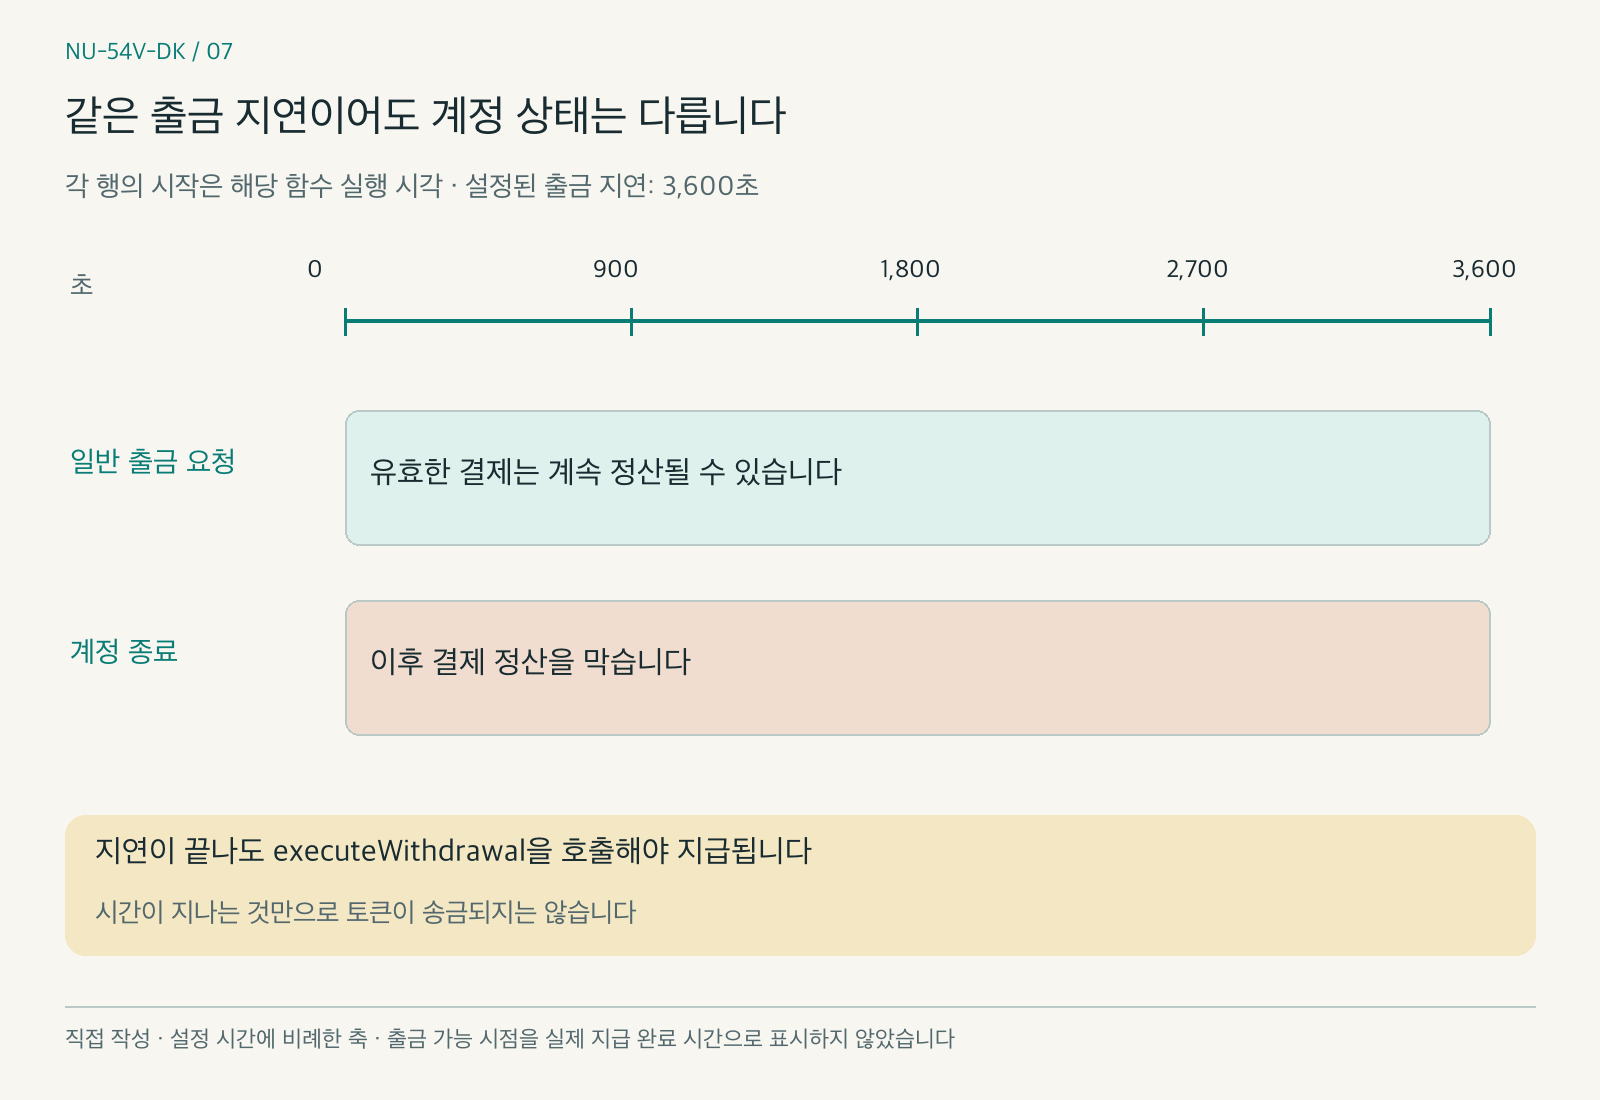 NU-54V-DK / 07
같은 출금 지연이어도 계정 상태는 다릅니다
각 행의 시작은 해당 함수 실행 시각 · 설정된 출금 지연: 3,600초
초 0 900 1,800 2,700 3,600
일반 출금 요청
유효한 결제는 계속 정산될 수 있습니다
계정 종료
이후 결제 정산을 막습니다
지연이 끝나도 executeWithdrawal을 호출해야 지급됩니다
시간이 지나는 것만으로 토큰이 송금되지는 않습니다
직접 작성 · 설정 시간에 비례한 축 · 출금 가능 시점을 실제 지급 완료 시간으로 표시하지 않았습니다